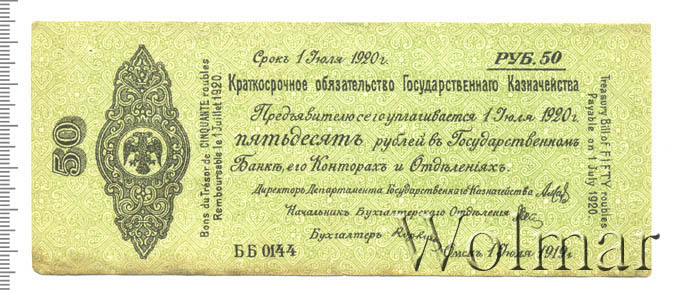 Срокъ 1 Іюля 1920 г.
РУБ. 50
Краткосрочное обязательство Государственнаго Казначейства
Предъявителю сего уплачивается 1 Іюля 1920 г.
пятьдесятъ рублей въ Государственномъ
Банкѣ, его Конторахъ и Отдѣленіяхъ.
Директоръ Департамента Государственнаго Казначейства
Начальникъ Бухгалтерскаго Отдѣленія
Бухгалтеръ
ББ 0144
Омскъ 1 Іюля 1919 г.
50
Bons du Trésor de CINQUANTE roubles
Remboursable le 1 Juillet 1920.
Treasury Bill of FIFTY roubles
Payable on 1 July 1920.
Wolmar